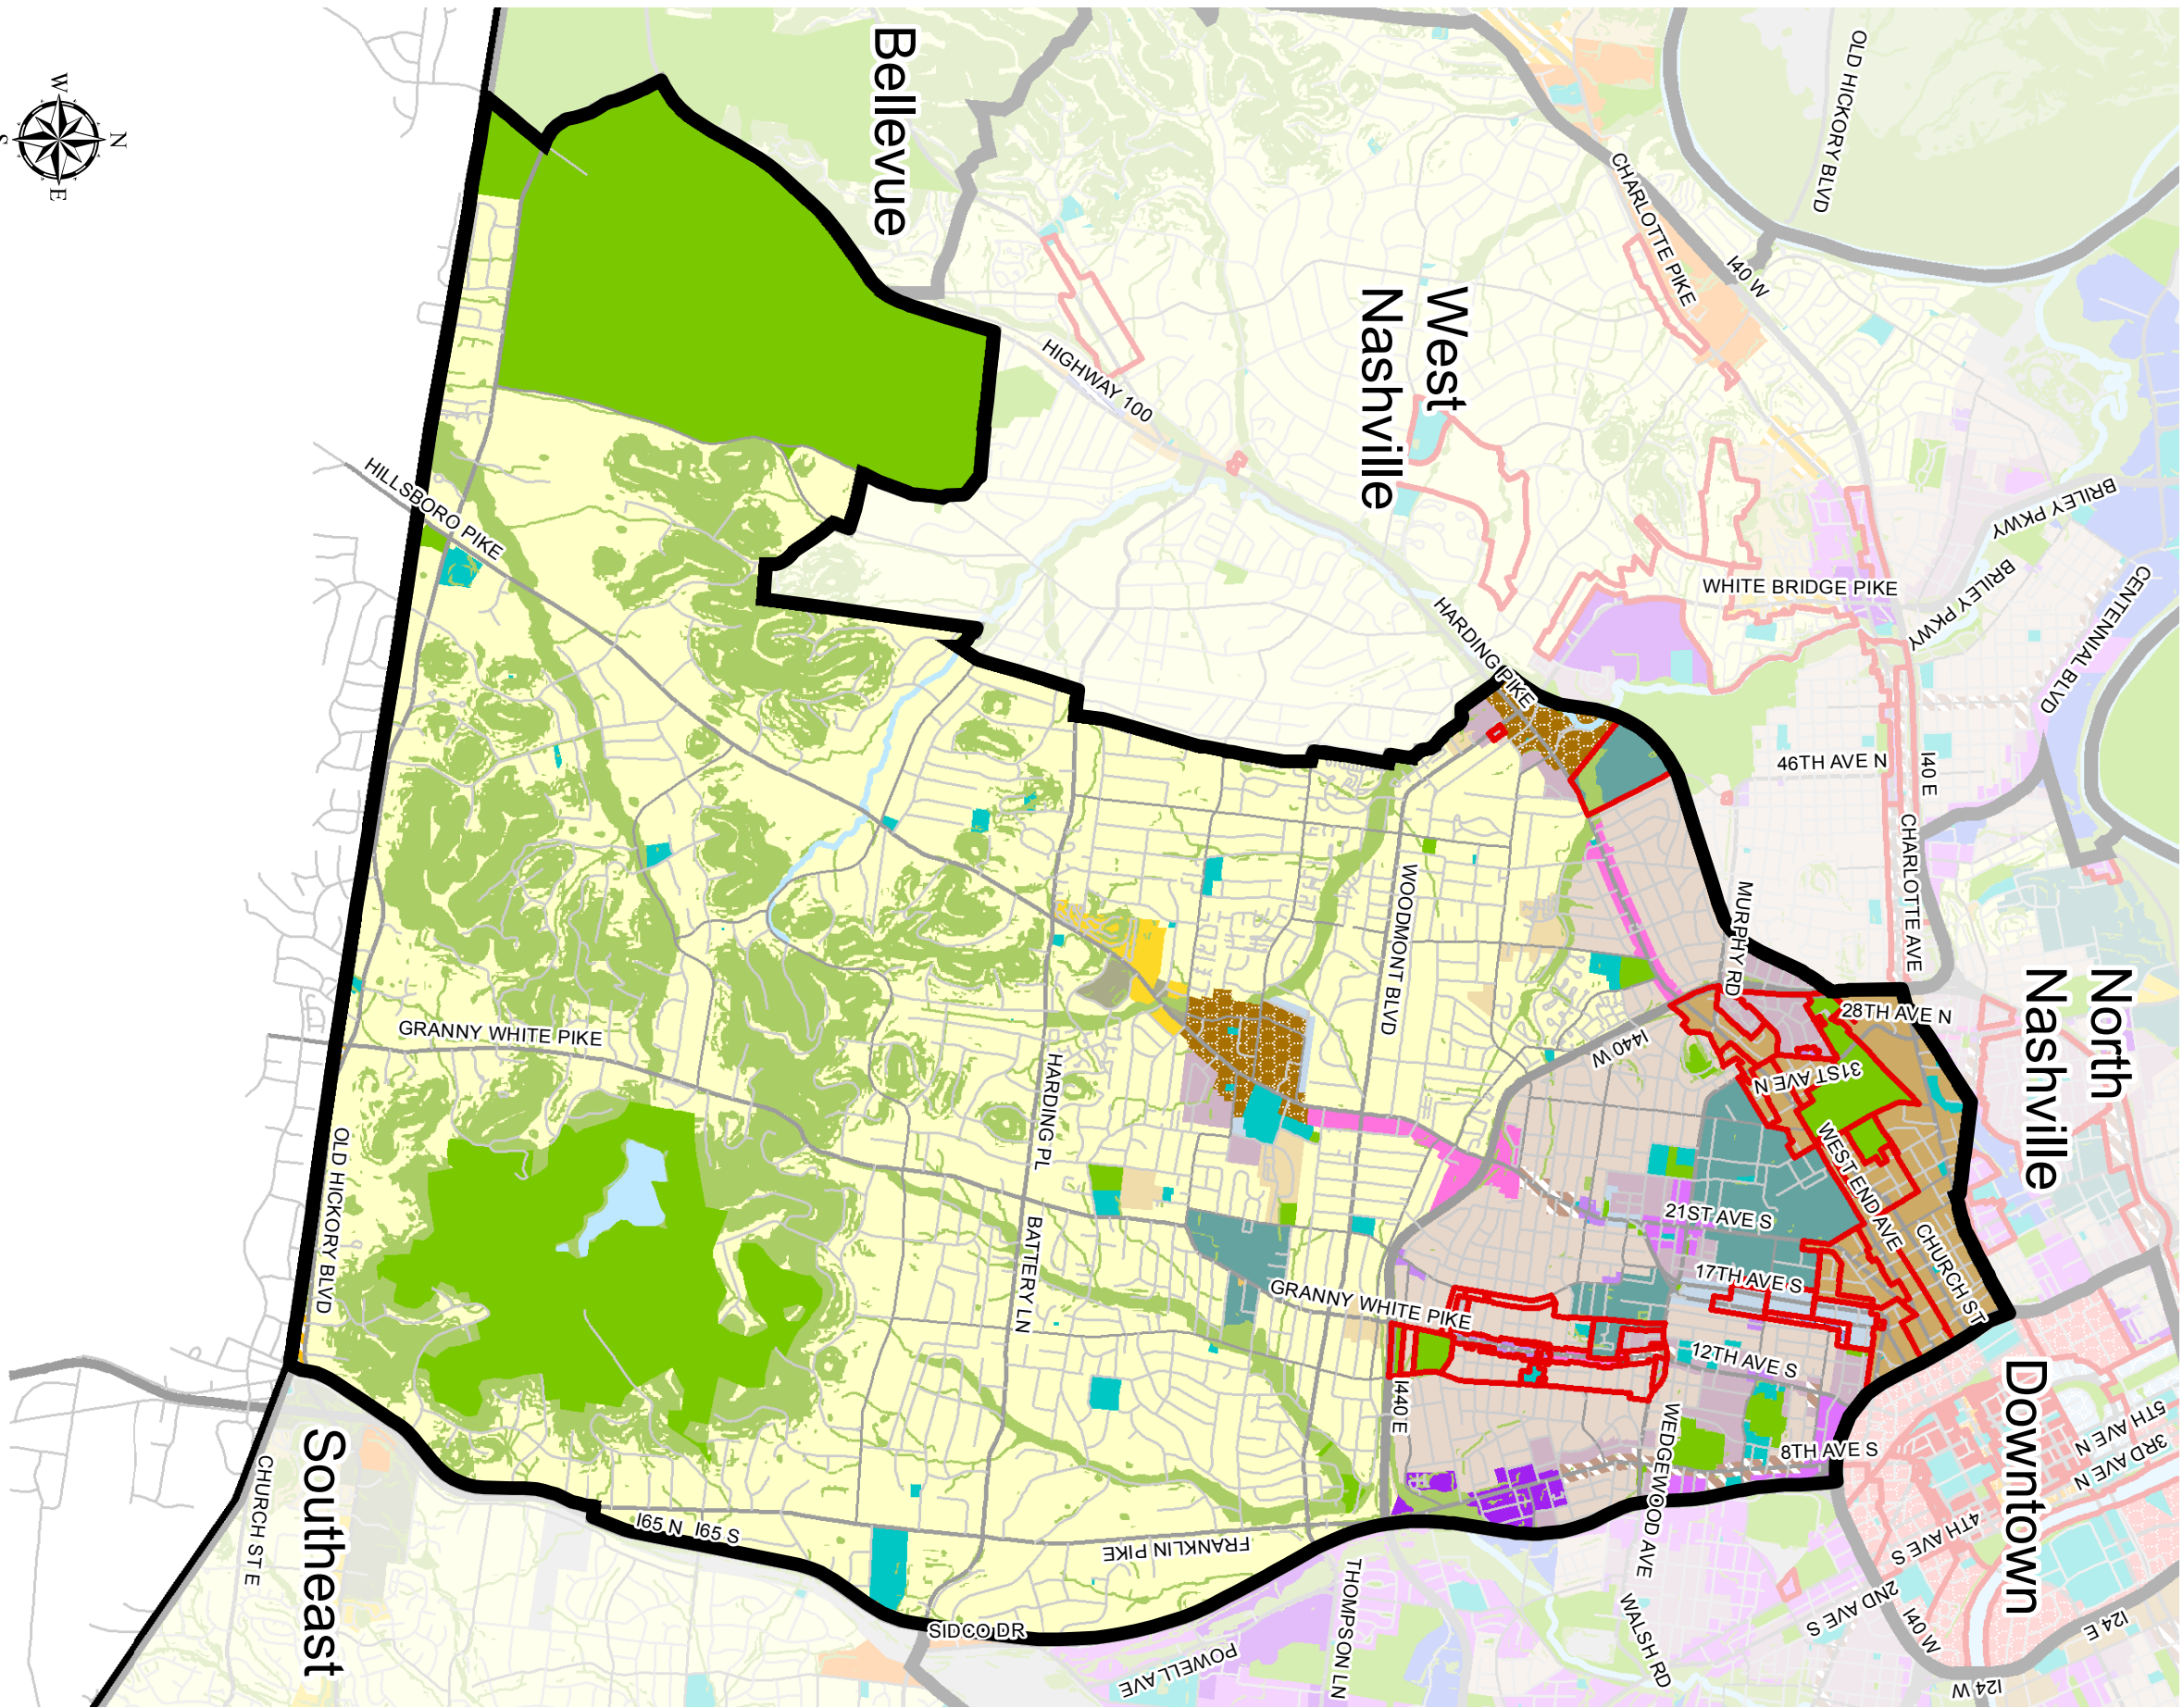 Bellevue
West
Nashville
North
Nashville
Downtown
Southeast
OLD HICKORY BLVD
CHARLOTTE PIKE
I40 W
HIGHWAY 100
BRILEY PKWY
BRILEY PKWY
CENTENNIAL BLVD
WHITE BRIDGE PIKE
HARDING PIKE
46TH AVE N
I40 E
CHARLOTTE AVE
MURPHY RD
HILLSBORO PIKE
WOODMONT BLVD
28TH AVE N
31ST AVE N
I440 W
WEST END AVE
CHURCH ST
21ST AVE S
17TH AVE S
12TH AVE S
8TH AVE S
GRANNY WHITE PIKE
HARDING PL
GRANNY WHITE PIKE
BATTERY LN
OLD HICKORY BLVD
I440 E
WEDGEWOOD AVE
5TH AVE N
3RD AVE N
4TH AVE S
2ND AVE S
I40 W
I24 E
I24 W
WALSH RD
THOMPSON LN
POWELL AVE
FRANKLIN PIKE
SIDCO DR
I65 N I65 S
CHURCH ST E
N
W
E
S